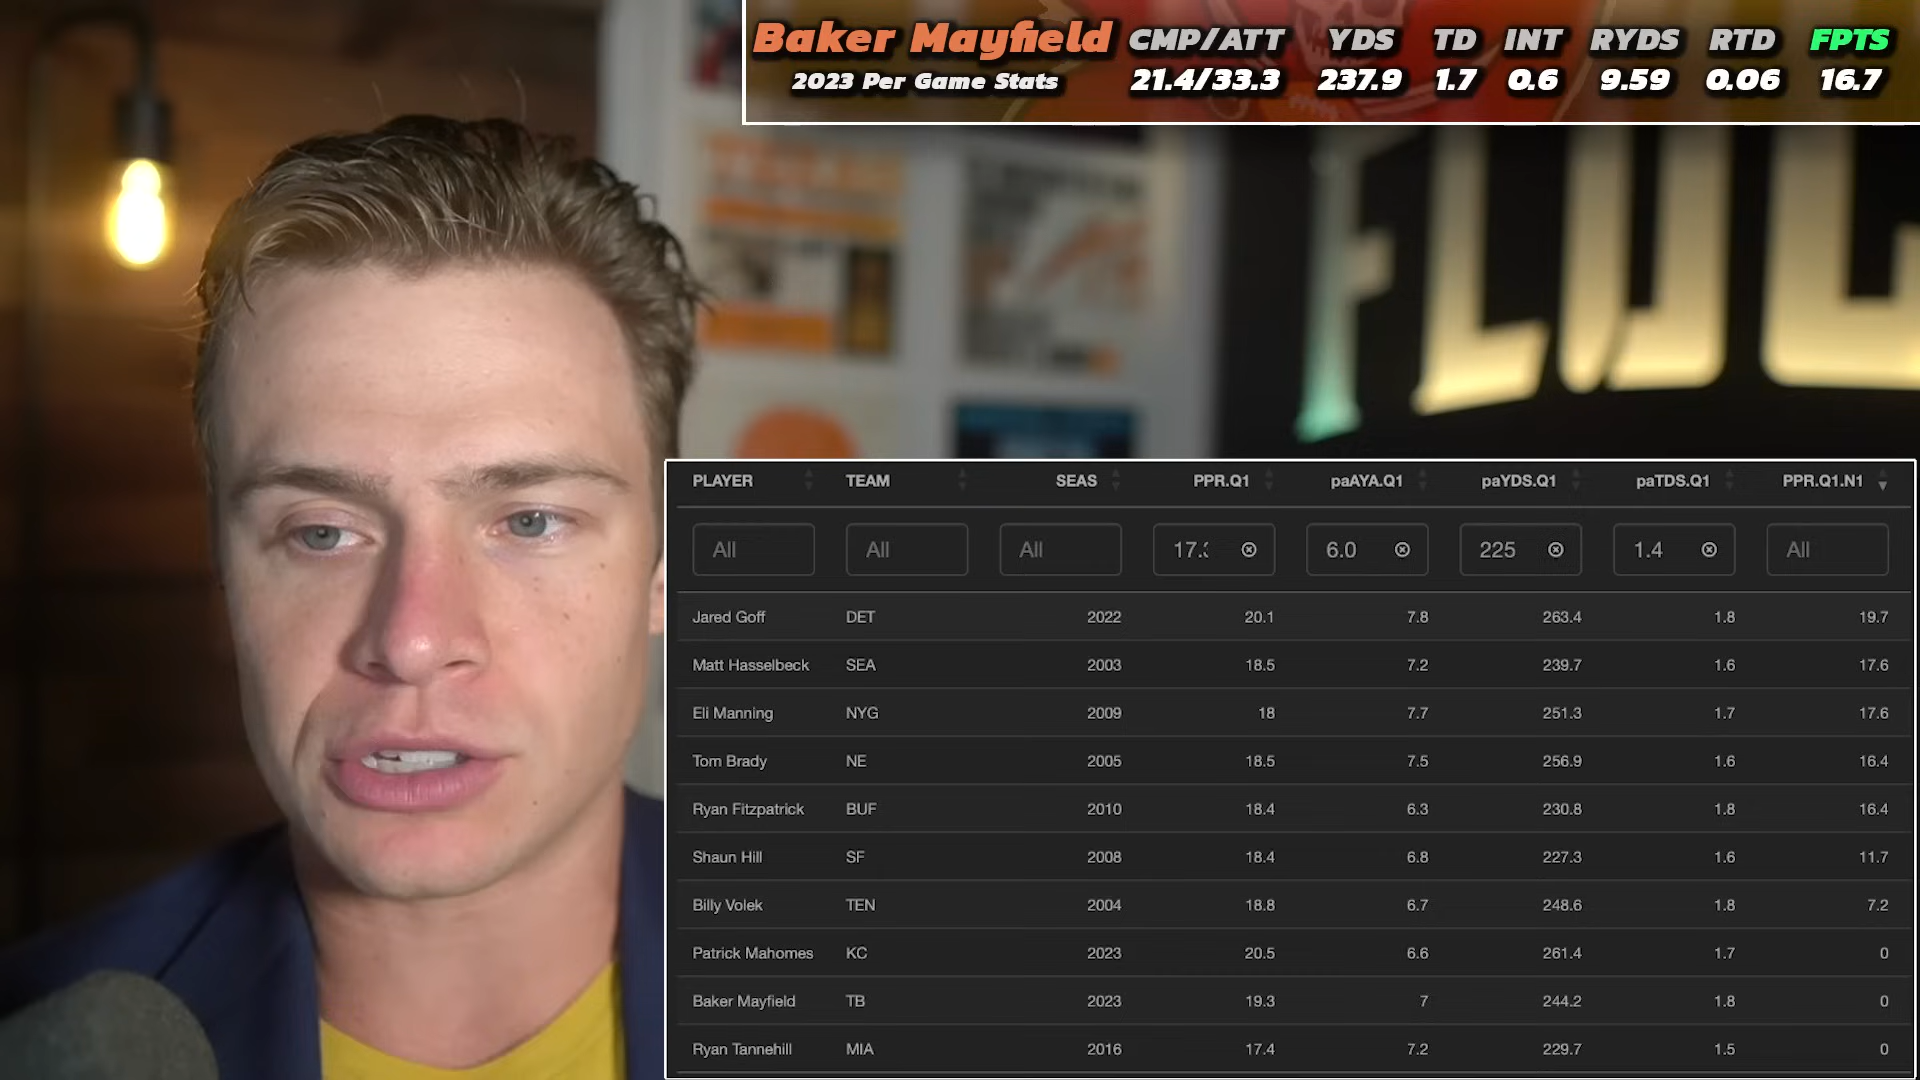 Baker Mayfield CMP/ATT YDS TD INT RYDS RTD FPTS
2023 Per Game Stats 21.4/33.3 237.9 1.7 0.6 9.59 0.06 16.7
PLAYER TEAM SEAS PPR.Q1 paAYA.Q1 paYDS.Q1 paTDS.Q1 PPR.Q1.N1
All All All 17. 6.0 225 1.4 All
Jared Goff DET 2022 20.1 7.8 263.4 1.8 19.7
Matt Hasselbeck SEA 2003 18.5 7.2 239.7 1.6 17.6
Eli Manning NYG 2009 18 7.7 251.3 1.7 17.6
Tom Brady NE 2005 18.5 7.5 256.9 1.6 16.4
Ryan Fitzpatrick BUF 2010 18.4 6.3 230.8 1.8 16.4
Shaun Hill SF 2008 18.4 6.8 227.3 1.6 11.7
Billy Volek TEN 2004 18.8 6.7 248.6 1.8 7.2
Patrick Mahomes KC 2023 20.5 6.6 261.4 1.7 0
Baker Mayfield TB 2023 19.3 7 244.2 1.8 0
Ryan Tannehill MIA 2016 17.4 7.2 229.7 1.5 0